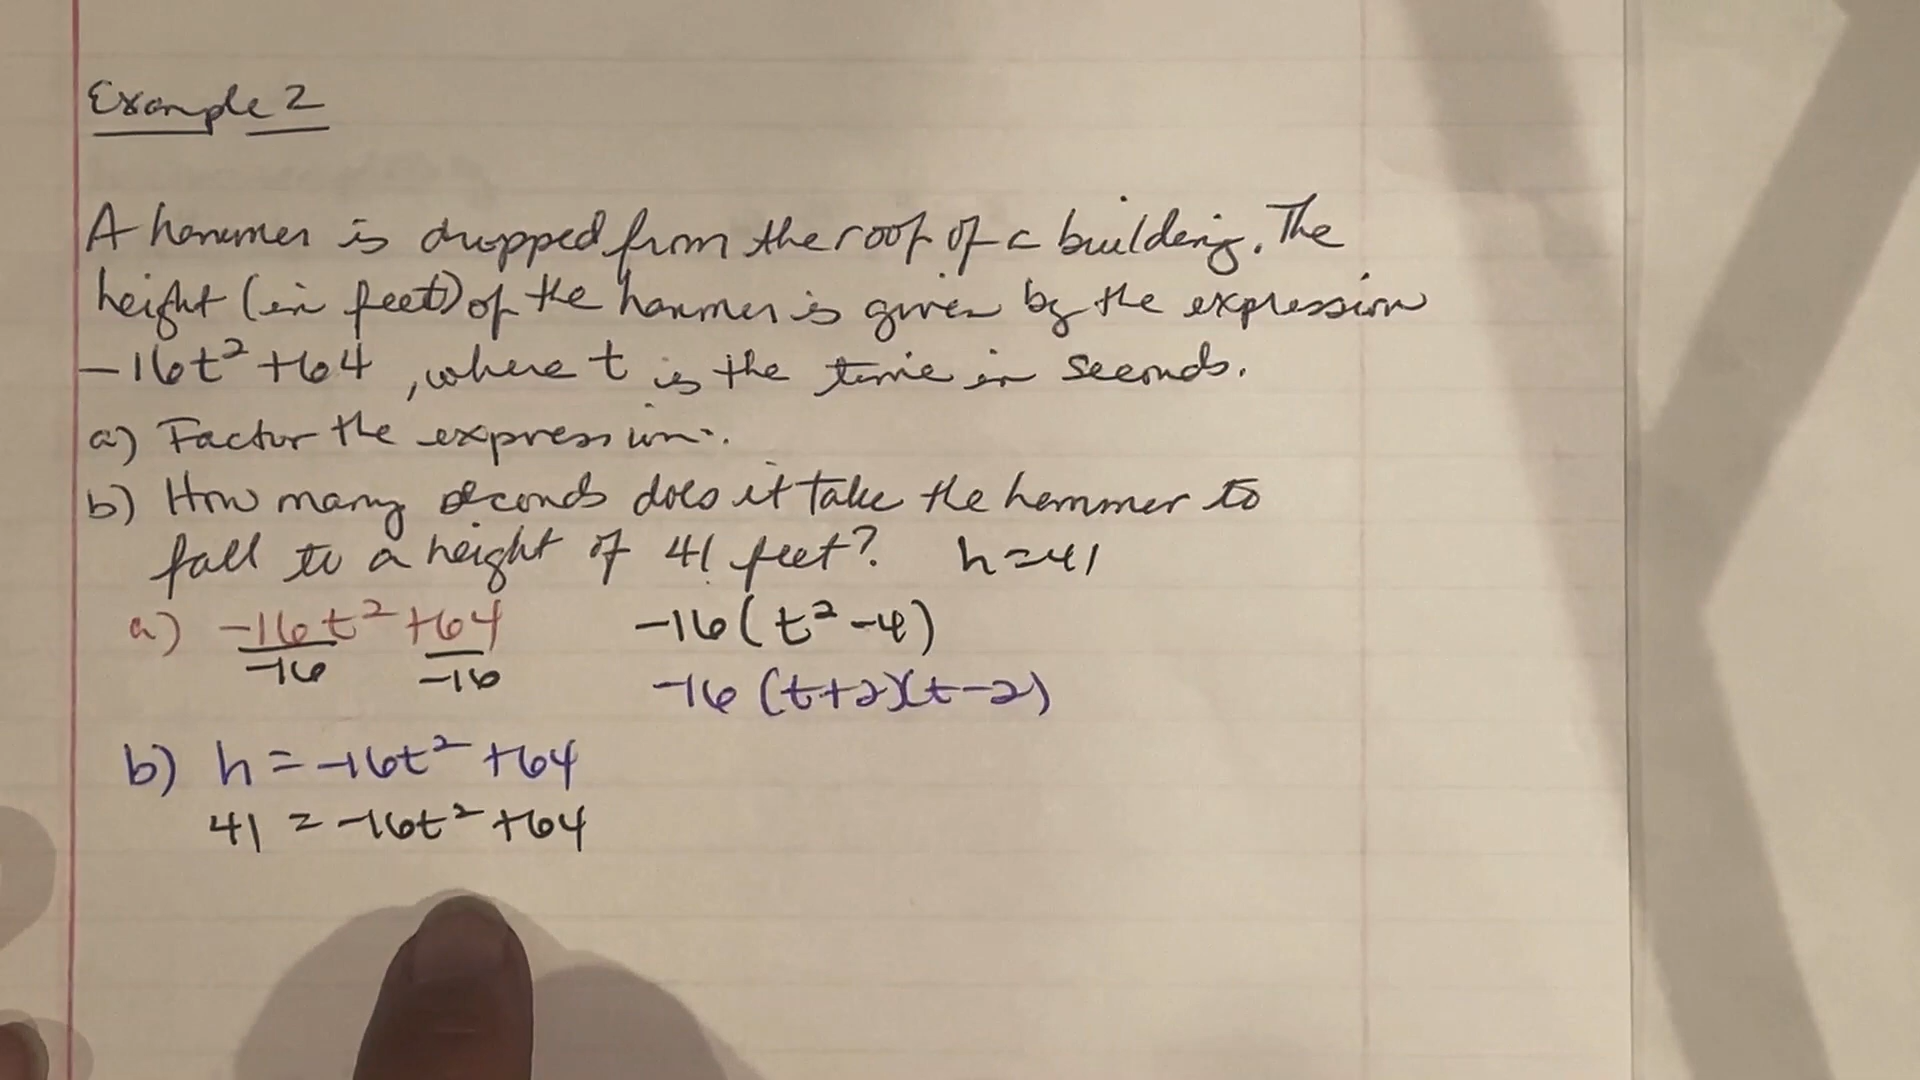 Example 2
A hammer is dropped from the roof of a building. The
height (in feet) of the hammer is given by the expression
-16t² +64, where t is the time in seconds.
a) Factor the expression.
b) How many seconds does it take the hammer to
fall to a height of 41 feet? h=41
a) -16t² +64 -16(t² -4)
-16 -16 -16 (t+2)(t-2)
b) h = -16t² +64
41 = -16t² +64